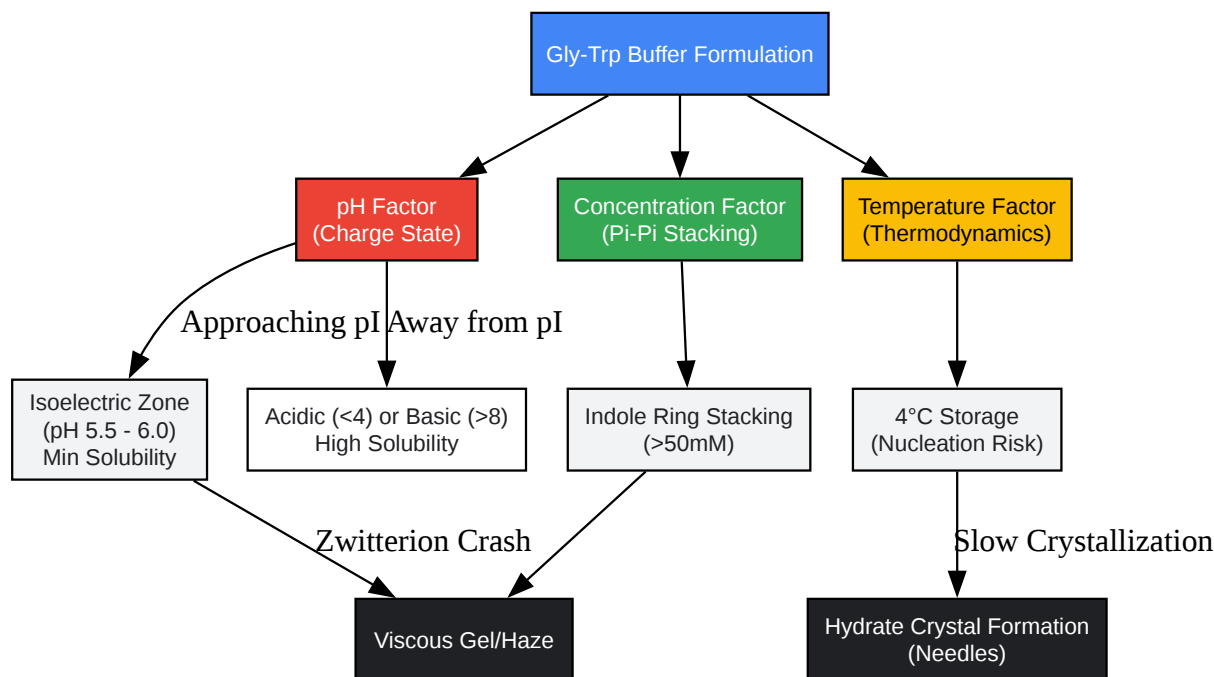 Gly-Trp Buffer Formulation
pH Factor
(Charge State)
Concentration Factor
(Pi-Pi Stacking)
Temperature Factor
(Thermodynamics)
Approaching pI
Away from pI
Isoelectric Zone
(pH 5.5 - 6.0)
Min Solubility
Acidic (<4) or Basic (>8)
High Solubility
Indole Ring Stacking
(>50mM)
4°C Storage
(Nucleation Risk)
Zwitterion Crash
Slow Crystallization
Viscous Gel/Haze
Hydrate Crystal Formation
(Needles)